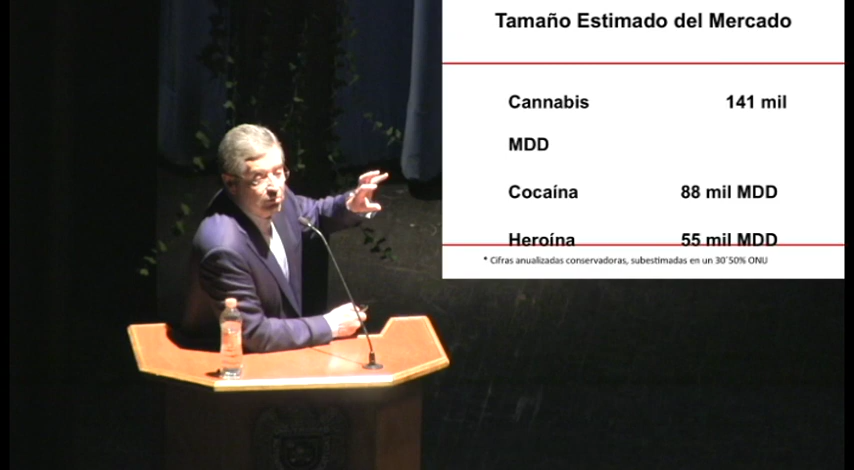 Tamaño Estimado del Mercado
Cannabis 141 mil
MDD
Cocaína 88 mil MDD
Heroína 55 mil MDD
* Cifras anualizadas conservadoras, subestimadas en un 30´50% ONU